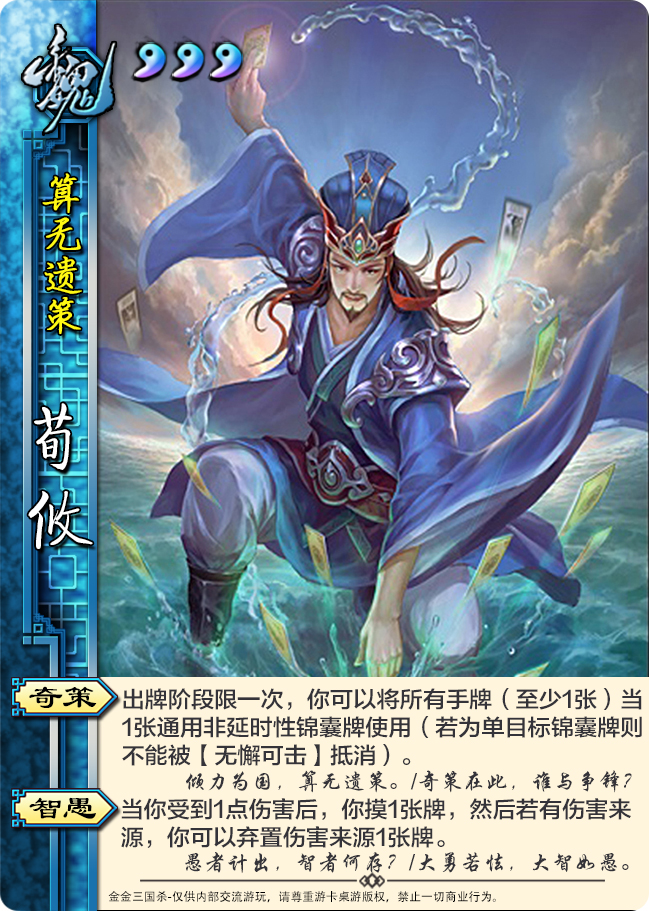 魏
算无遗策
荀攸
奇策
出牌阶段限一次，你可以将所有手牌（至少1张）当
1张通用非延时性锦囊牌使用（若为单目标锦囊牌则
不能被【无懈可击】抵消）。
倾力为国，算无遗策。/奇策在此，谁与争锋？
智愚
当你受到1点伤害后，你摸1张牌，然后若有伤害来
源，你可以弃置伤害来源1张牌。
愚者计出，智者何存？/大勇若怯，大智如愚。
金金三国杀-仅供内部交流游玩，请尊重游卡桌游版权，禁止一切商业行为。